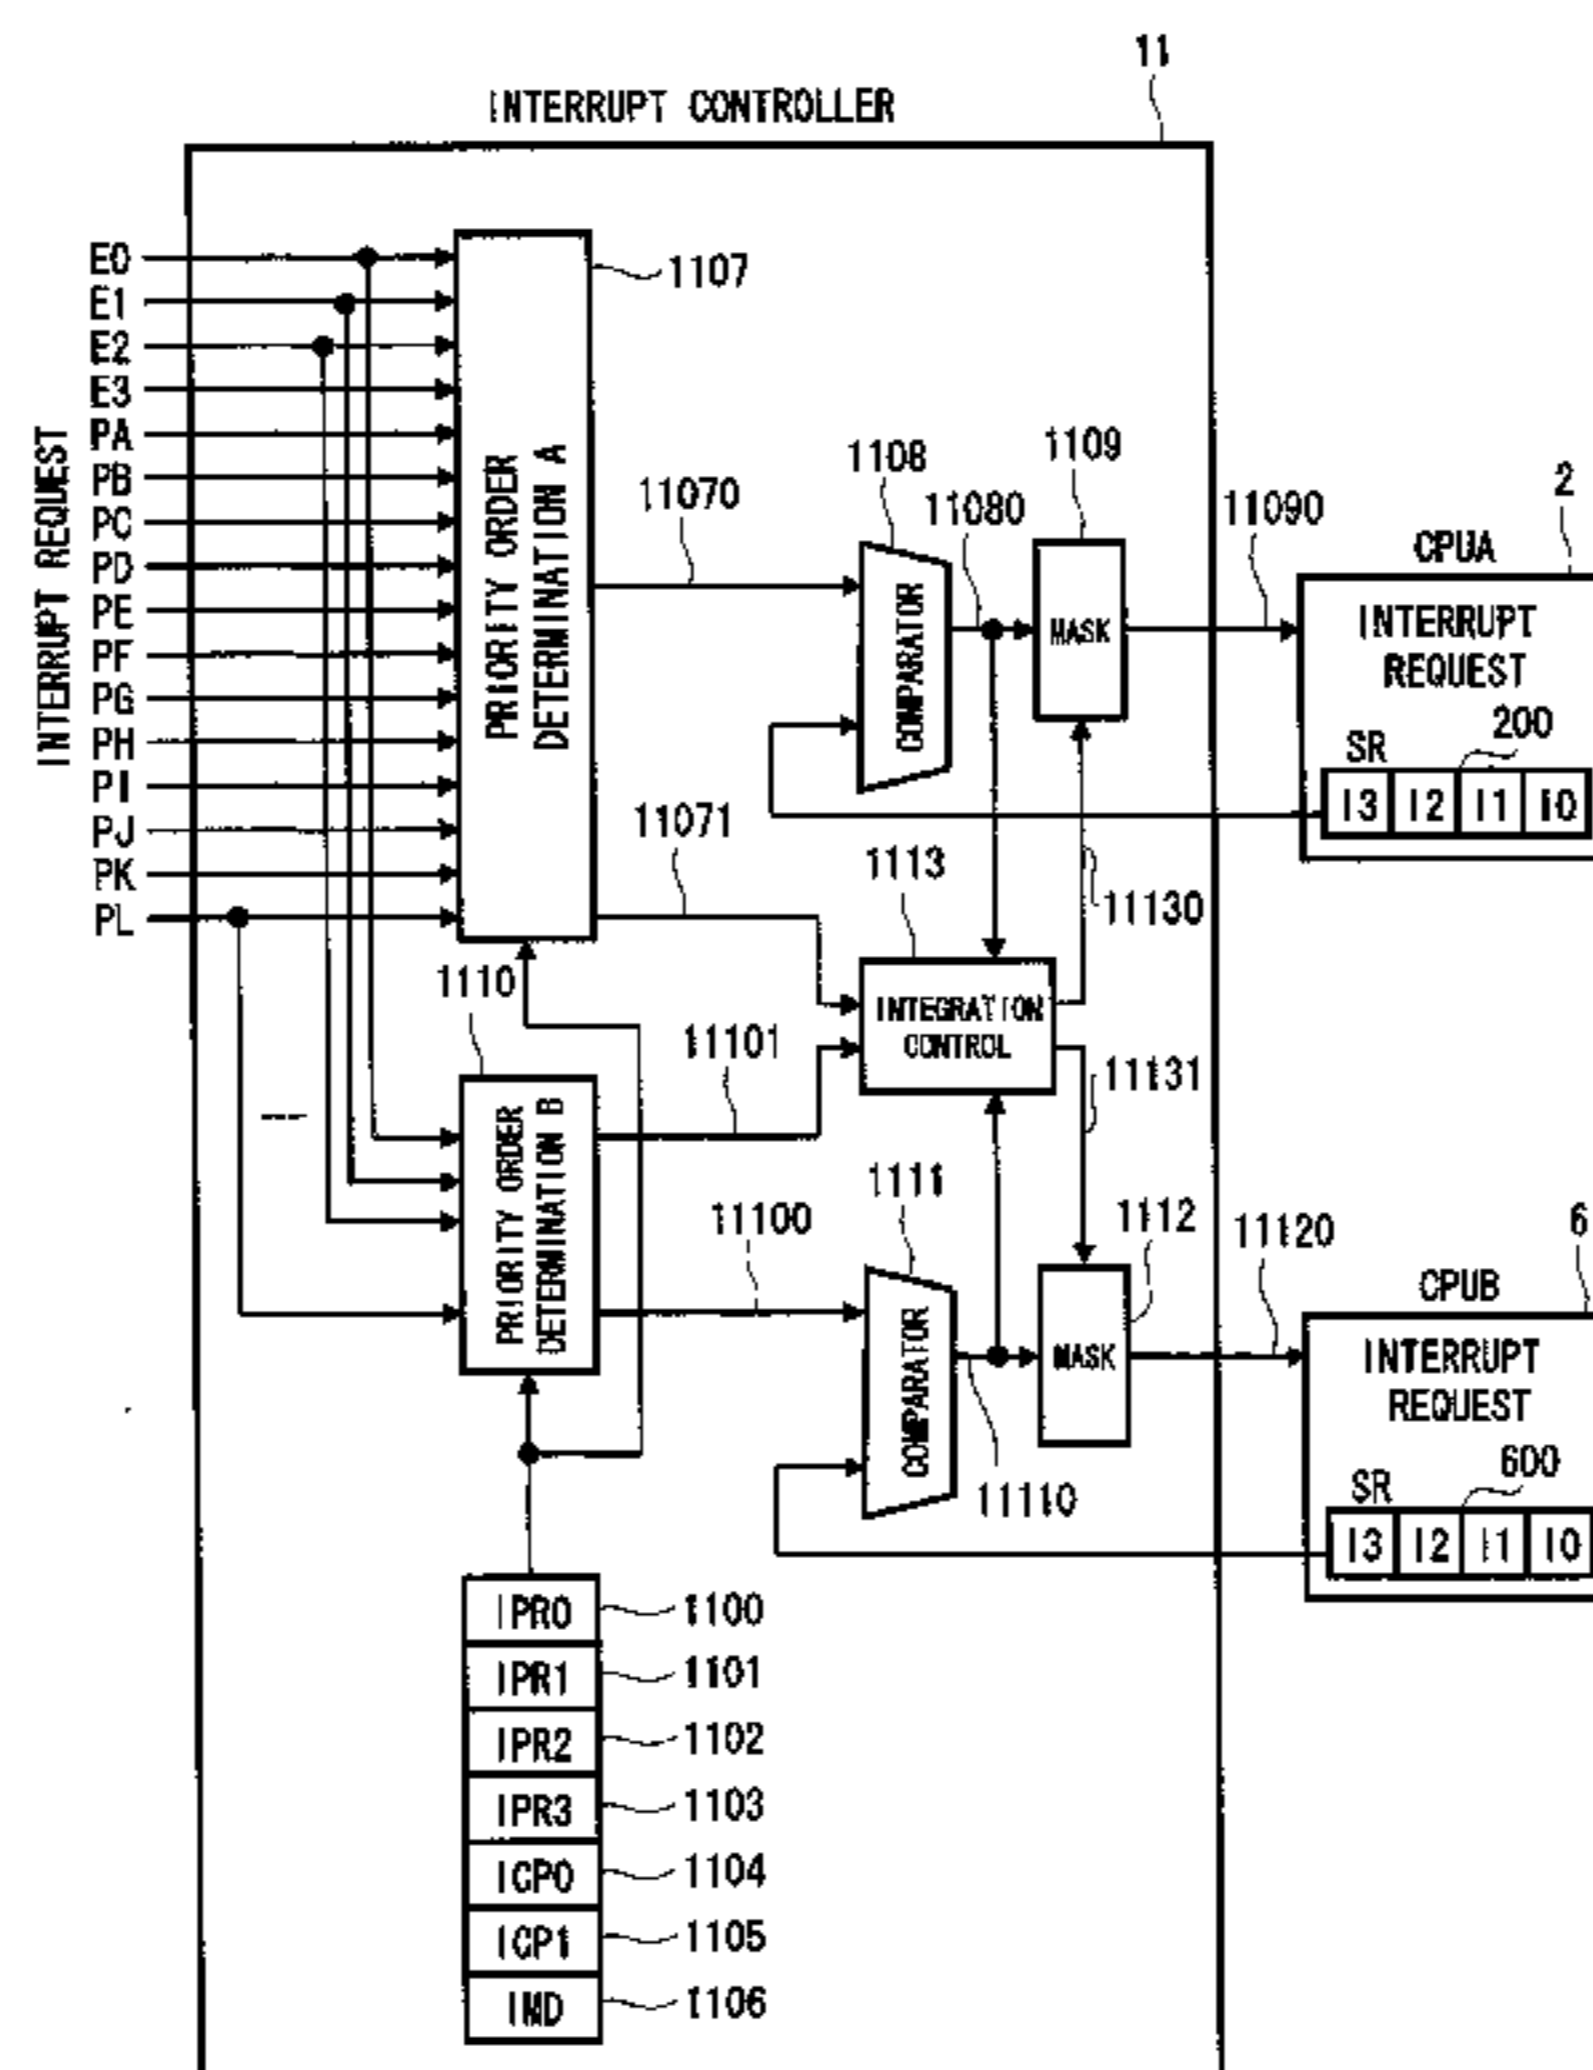 11
INTERRUPT CONTROLLER
INTERRUPT REQUEST
E0
E1
E2
E3
PA
PB
PC
PD
PE
PF
PG
PH
PI
PJ
PK
PL
PRIORITY ORDER
DETERMINATION A
1107
11070
11071
1108
COMPARATOR
11080
1109
MASK
11090
2
CPUA
INTERRUPT
REQUEST
200
SR
I3 I2 I1 I0
1113
INTEGRATION
CONTROL
11130
11131
1110
PRIORITY ORDER
DETERMINATION B
11101
11100
1111
COMPARATOR
11110
1112
MASK
11120
6
CPUB
INTERRUPT
REQUEST
600
SR
I3 I2 I1 I0
IPR0 1100
IPR1 1101
IPR2 1102
IPR3 1103
ICP0 1104
ICP1 1105
IMD 1106